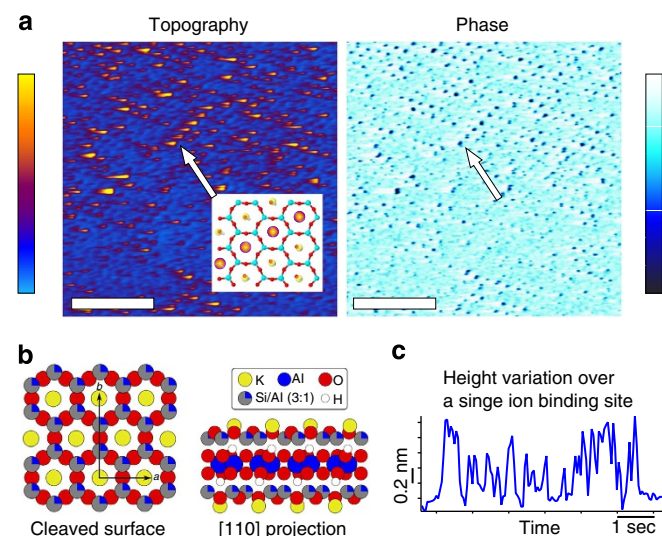 a
Topography
Phase
b
K
Al
O
Si/Al (3:1)
H
b
a
Cleaved surface
[110] projection
c
Height variation over
a singe ion binding site
0.2 nm
Time
1 sec